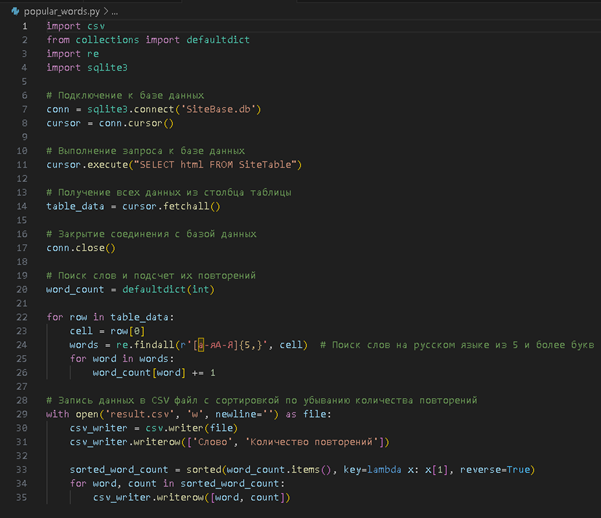 popular_words.py > ...
1 import csv
2 from collections import defaultdict
3 import re
4 import sqlite3
5
6 # Подключение к базе данных
7 conn = sqlite3.connect('SiteBase.db')
8 cursor = conn.cursor()
9
10 # Выполнение запроса к базе данных
11 cursor.execute("SELECT html FROM SiteTable")
12
13 # Получение всех данных из столбца таблицы
14 table_data = cursor.fetchall()
15
16 # Закрытие соединения с базой данных
17 conn.close()
18
19 # Поиск слов и подсчет их повторений
20 word_count = defaultdict(int)
21
22 for row in table_data:
23     cell = row[0]
24     words = re.findall(r'[а-яА-Я]{5,}', cell)  # Поиск слов на русском языке из 5 и более букв
25     for word in words:
26         word_count[word] += 1
27
28 # Запись данных в CSV файл с сортировкой по убыванию количества повторений
29 with open('result.csv', 'w', newline='') as file:
30     csv_writer = csv.writer(file)
31     csv_writer.writerow(['Слово', 'Количество повторений'])
32
33     sorted_word_count = sorted(word_count.items(), key=lambda x: x[1], reverse=True)
34     for word, count in sorted_word_count:
35         csv_writer.writerow([word, count])